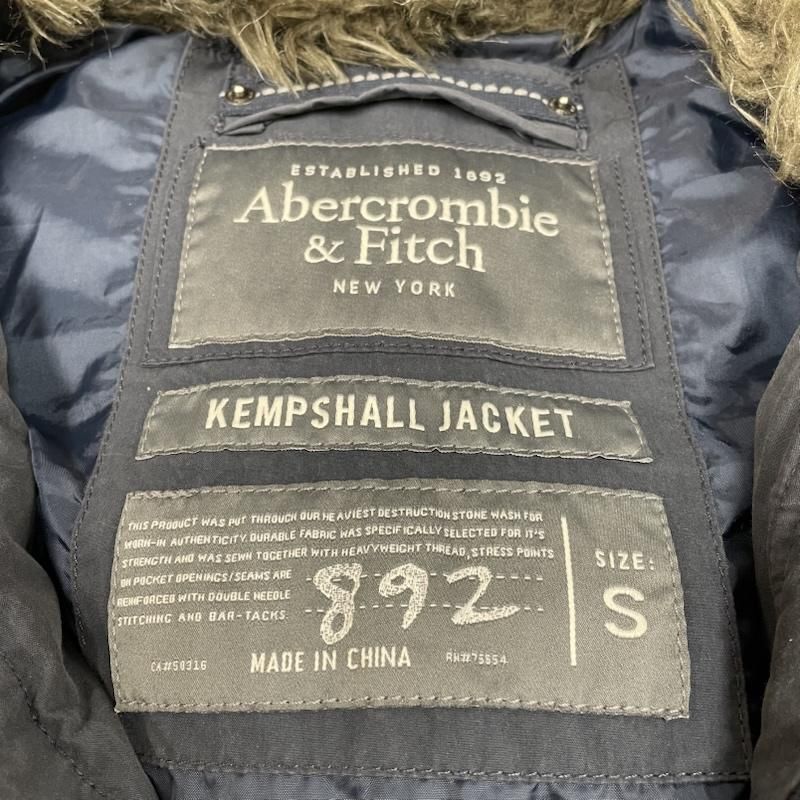 ESTABLISHED 1892
Abercrombie
& Fitch
NEW YORK
KEMPSHALL JACKET
THIS PRODUCT WAS PUT THROUGH OUR HEAVIEST DESTRUCTION STONE WASH FOR
WORN-IN AUTHENTICITY. DURABLE FABRIC WAS SPECIFICALLY SELECTED FOR IT'S
STRENGTH AND WAS SEWN TOGETHER WITH HEAVYWEIGHT THREAD, STRESS POINTS
ON POCKET OPENINGS/SEAMS ARE
REINFORCED WITH DOUBLE NEEDLE
STITCHING AND BAR-TACKS.
892
SIZE:
S
CA#50316 MADE IN CHINA RN#75654